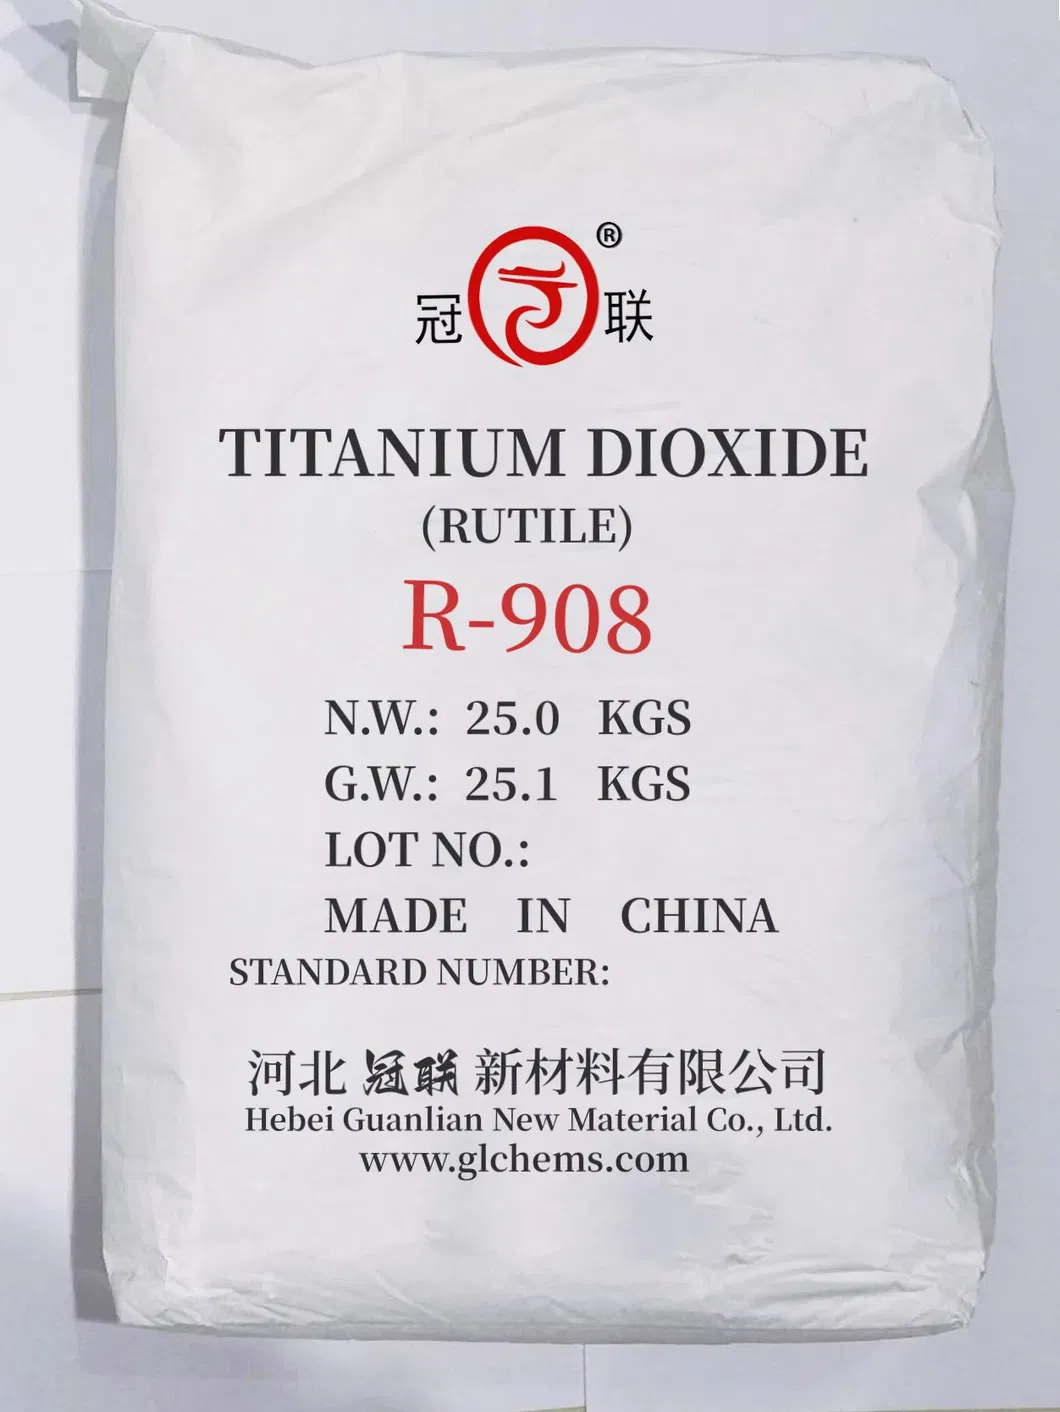 冠 联 ®
TITANIUM DIOXIDE
(RUTILE)
R-908
N.W.: 25.0 KGS
G.W.: 25.1 KGS
LOT NO.:
MADE IN CHINA
STANDARD NUMBER:
河北冠联新材料有限公司
Hebei Guanlian New Material Co., Ltd.
www.glchems.com